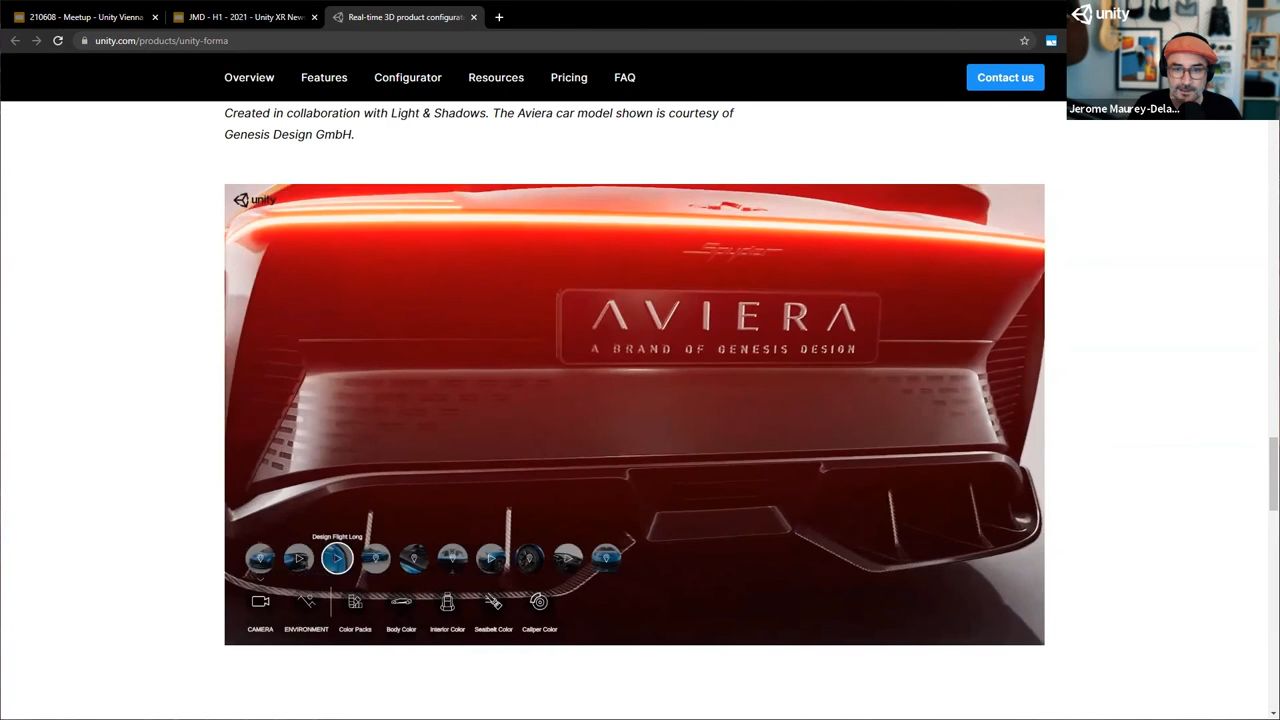 210608 - Meetup - Unity Vienna
JMD - H1 - 2021 - Unity XR New
Real-time 3D product configurat
unity.com/products/unity-forma
unity
Jerome Maurey-Dela...
Overview
Features
Configurator
Resources
Pricing
FAQ
Contact us
Created in collaboration with Light & Shadows. The Aviera car model shown is courtesy of
Genesis Design GmbH.
unity
Spyder
AVIERA
A BRAND OF GENESIS DESIGN
Design Flight Long
CAMERA
ENVIRONMENT
Color Packs
Body Color
Interior Color
Seatbelt Color
Caliper Color